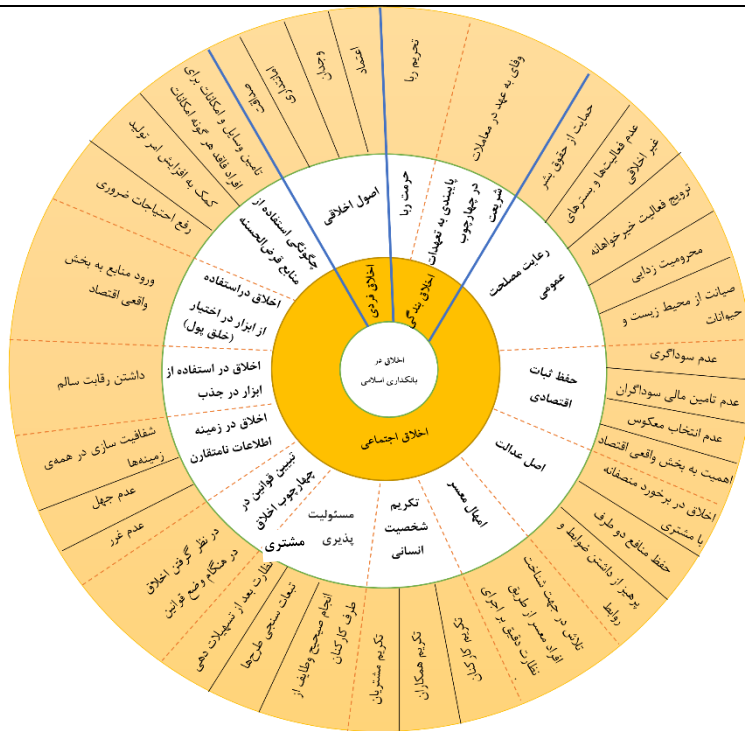 اخلاق در
بانکداری اسلامی
اخلاق فردی
اخلاق بندگی
اخلاق اجتماعی
اصول اخلاقی
حرمت ربا
پایبندی به تعهدات
در چهارچوب
شریعت
رعایت مصلحت
عمومی
حفظ ثبات
اقتصادی
اصل عدالت
امهال معسر
تکریم
شخصیت
انسانی
مسئولیت
پذیری
مشتری
تبیین قوانین در
چهارچوب اخلاق
اخلاق در زمینه
اطلاعات نامتقارن
اخلاق در استفاده از
ابزار در جذب
اخلاق دراستفاده
از ابزار در اختیار
(خلق پول)
چگونگی استفاده از
منابع قرض‌الحسنه
اعتماد
وجدان
امانتداری
صداقت
تحریم ربا
وفای به عهد در معاملات
حمایت از حقوق بشر
عدم فعالیت‌ها و بسترهای
غیر اخلاقی
ترویج فعالیت خیرخواهانه
محرومیت زدایی
صیانت از محیط زیست و
حیوانات
عدم سوداگری
عدم تامین مالی سوداگران
عدم انتخاب معکوس
اهمیت به بخش واقعی اقتصاد
اخلاق در برخورد منصفانه
با مشتری
حفظ منافع دو طرف
پرهیز از داشتن ضوابط و
روابط
تلاش در جهت شناخت
افراد معسر از طریق
نظارت دقیق بر اجرای
تکریم کارکنان
تکریم همکاران
تکریم مشتریان
انجام صیحیح وظایف از
طرف کارکنان
تبعات سنجی طرح‌ها
نظارت بعد از تسهیلات دهی
در نظر گرفتن اخلاق
در هنگام وضع قوانین
عدم غرر
عدم جهل
شفافیت سازی در همه‌ی
زمینه‌ها
داشتن رقابت سالم
ورود منابع به بخش
واقعی اقتصاد
رفع احتیاجات ضروری
کمک به افزایش امر تولید
تامین وسایل و امکانات برای
افراد فاقد هر گونه امکانات